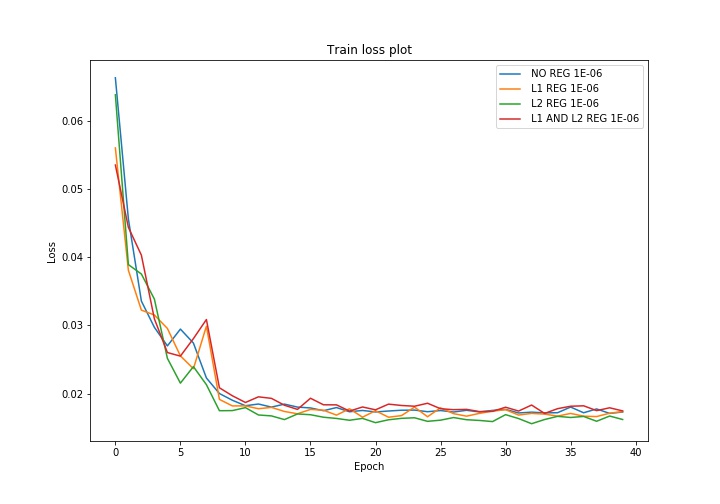 Train loss plot
NO REG 1E-06
L1 REG 1E-06
L2 REG 1E-06
L1 AND L2 REG 1E-06
0.06
0.05
0.04
0.03
0.02
Loss
0 5 10 15 20 25 30 35 40
Epoch